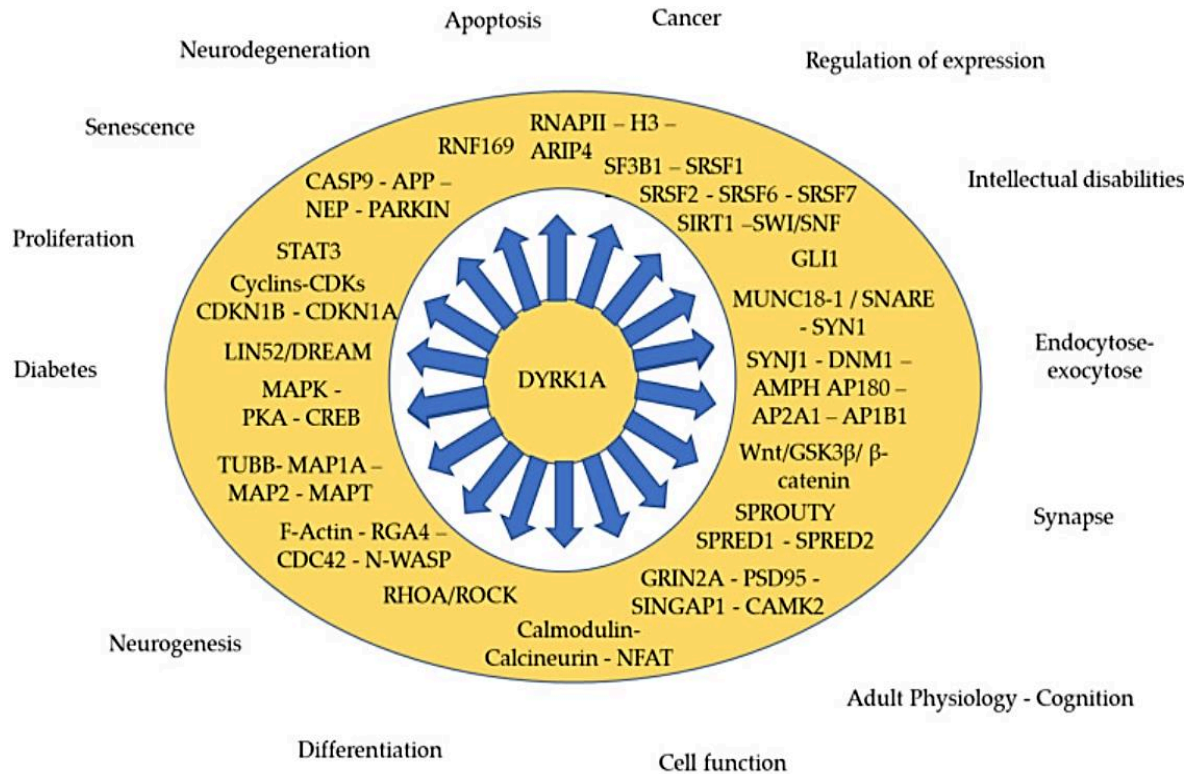 Apoptosis
Cancer
Neurodegeneration
Regulation of expression
Senescence
Intellectual disabilities
Proliferation
Endocytose-
exocytose
Diabetes
Synapse
Neurogenesis
Adult Physiology - Cognition
Differentiation
Cell function
RNF169
RNAPII – H3 –
ARIP4
SF3B1 – SRSF1
- SRSF2 - SRSF6 - SRSF7
SIRT1 –SWI/SNF
GLI1
MUNC18-1 / SNARE
- SYN1
SYNJ1 - DNM1 –
AMPH AP180 –
AP2A1 – AP1B1
Wnt/GSK3β/ β-
catenin
SPROUTY
SPRED1 - SPRED2
GRIN2A - PSD95 -
SINGAP1 - CAMK2
Calmodulin-
Calcineurin - NFAT
RHOA/ROCK
F-Actin - RGA4 –
CDC42 - N-WASP
TUBB- MAP1A –
MAP2 - MAPT
MAPK -
PKA - CREB
LIN52/DREAM
Cyclins-CDKs
CDKN1B - CDKN1A
STAT3
CASP9 - APP –
NEP - PARKIN
DYRK1A